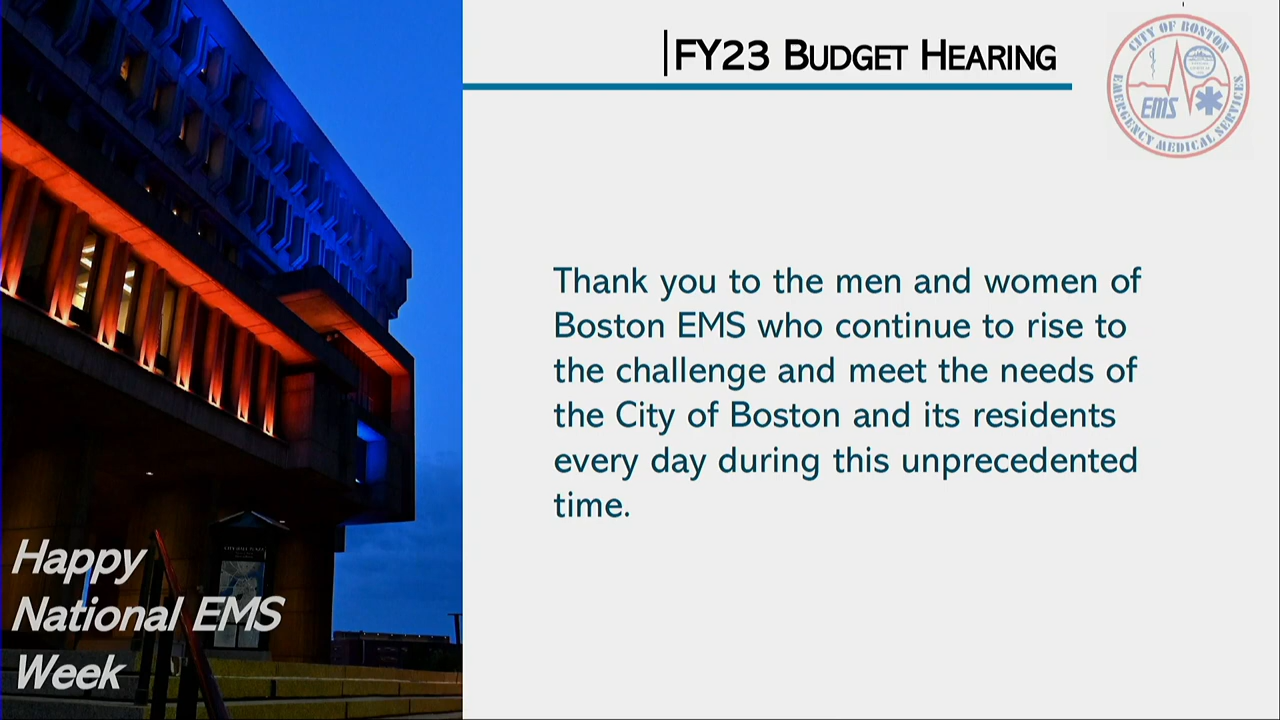 FY23 BUDGET HEARING
CITY OF BOSTON
EMS
EMERGENCY MEDICAL SERVICES
Thank you to the men and women of
Boston EMS who continue to rise to
the challenge and meet the needs of
the City of Boston and its residents
every day during this unprecedented
time.
Happy
National EMS
Week